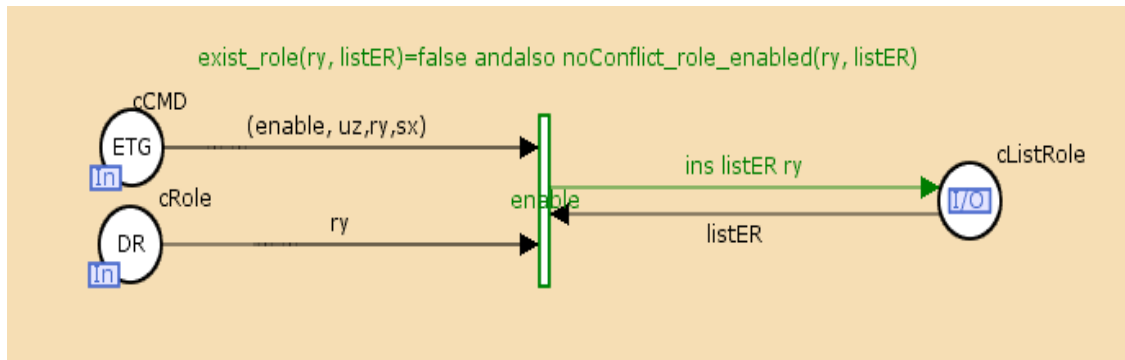 exist_role(ry, listER)=false andalso noConflict_role_enabled(ry, listER)
cCMD
ETG
In
(enable, uz,ry,sx)
cRole
DR
In
ry
enable
ins listER ry
listER
cListRole
I/O